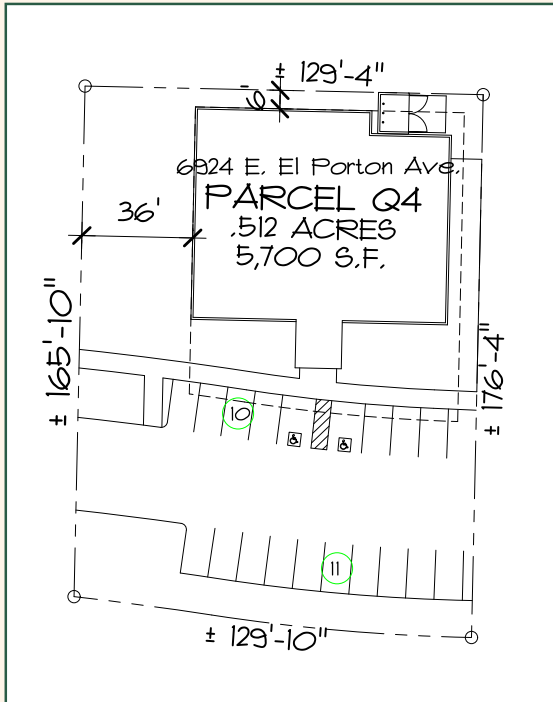 ± 129'-4"
6'
6924 E. El Porton Ave.
PARCEL Q4
.512 ACRES
5,700 S.F.
36'
± 165'-10"
± 176'-4"
10
11
± 129'-10"